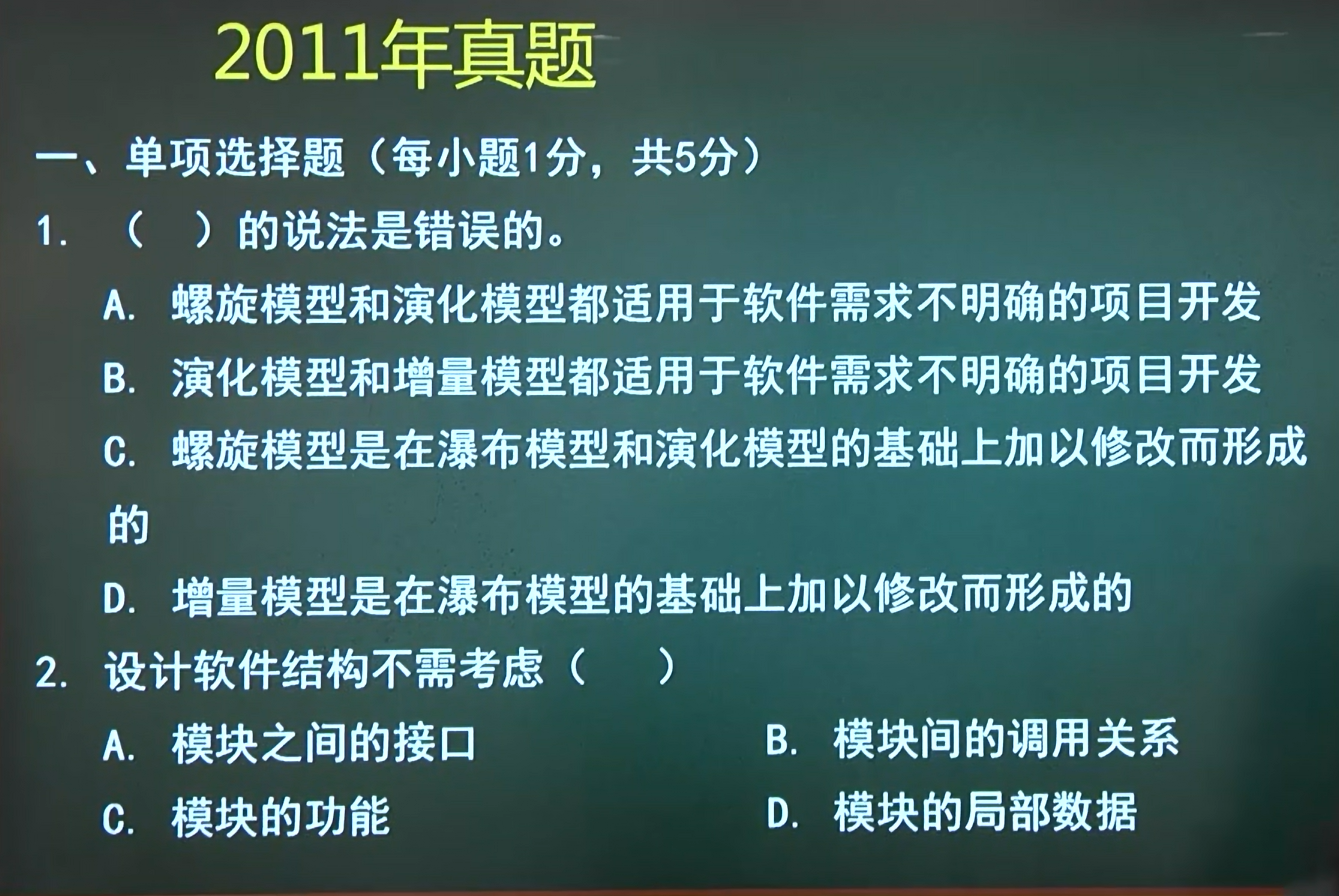 2011年真题
一、单项选择题（每小题1分，共5分）
1. （ ）的说法是错误的。
A. 螺旋模型和演化模型都适用于软件需求不明确的项目开发
B. 演化模型和增量模型都适用于软件需求不明确的项目开发
C. 螺旋模型是在瀑布模型和演化模型的基础上加以修改而形成
的
D. 增量模型是在瀑布模型的基础上加以修改而形成的
2. 设计软件结构不需考虑（ ）
A. 模块之间的接口 B. 模块间的调用关系
C. 模块的功能 D. 模块的局部数据